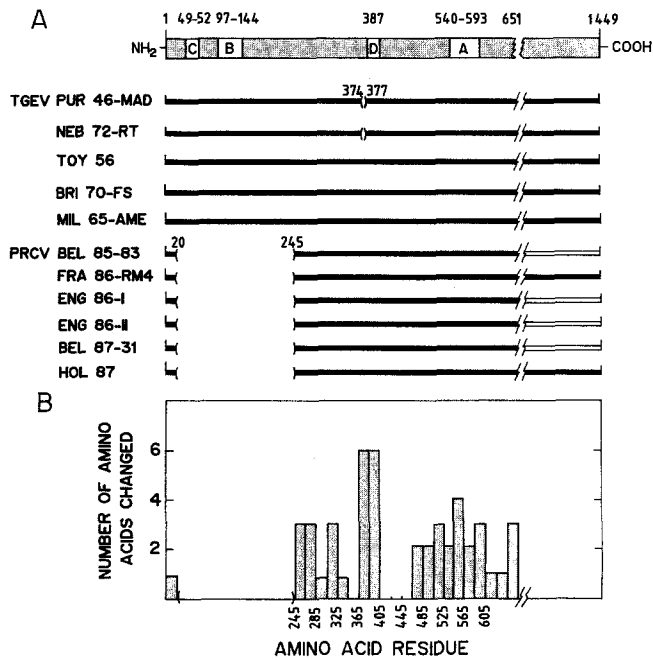 A
1 49-52 97-144 387 540-593 651 1449
NH2 C B D A COOH
374 377
TGEV PUR 46-MAD
NEB 72-RT
TOY 56
BRI 70-FS
MIL 65-AME
20 245
PRCV BEL 85-83
FRA 86-RM4
ENG 86-I
ENG 86-II
BEL 87-31
HOL 87
B
NUMBER OF AMINO
ACIDS CHANGED
6
4
2
245 285 325 365 405 445 485 525 565 605
AMINO ACID RESIDUE